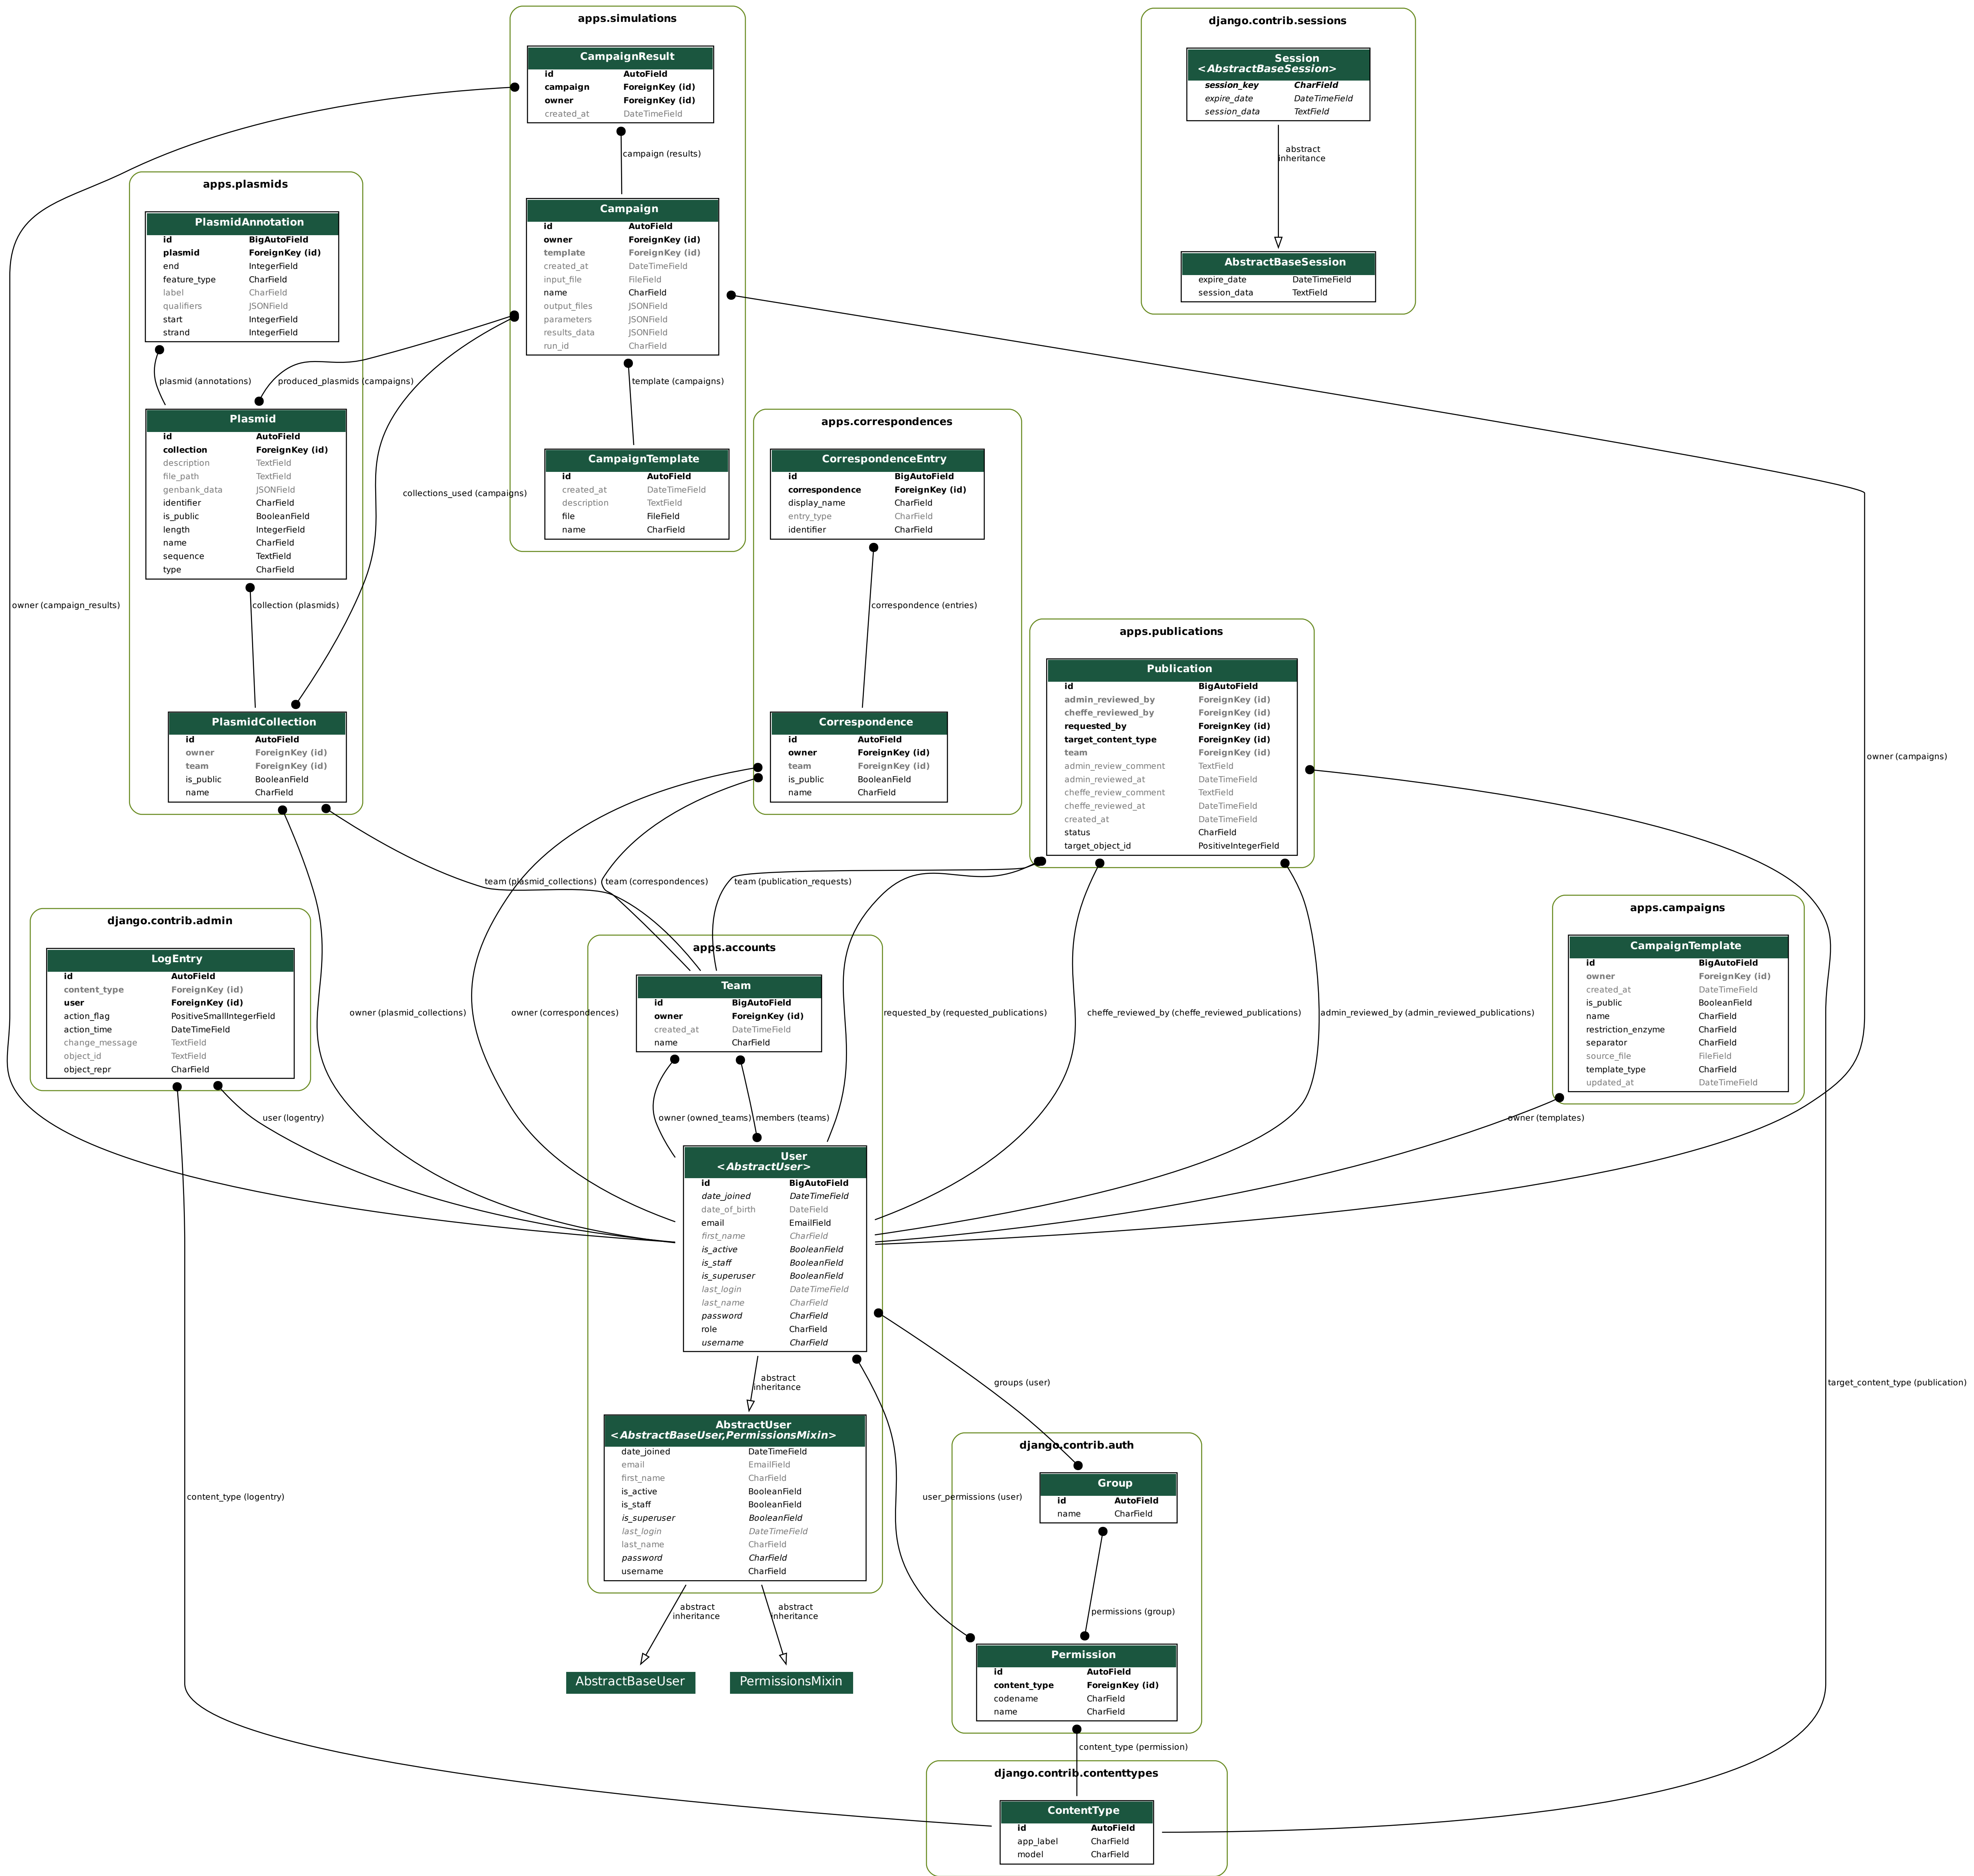 apps.simulations
CampaignResult
id AutoField
campaign ForeignKey (id)
owner ForeignKey (id)
created_at DateTimeField
campaign (results)
Campaign
id AutoField
owner ForeignKey (id)
template ForeignKey (id)
created_at DateTimeField
input_file FileField
name CharField
output_files JSONField
parameters JSONField
results_data JSONField
run_id CharField
template (campaigns)
CampaignTemplate
id AutoField
created_at DateTimeField
description TextField
file FileField
name CharField
django.contrib.sessions
Session
<AbstractBaseSession>
session_key CharField
expire_date DateTimeField
session_data TextField
abstract
inheritance
AbstractBaseSession
expire_date DateTimeField
session_data TextField
apps.plasmids
PlasmidAnnotation
id BigAutoField
plasmid ForeignKey (id)
end IntegerField
feature_type CharField
label CharField
qualifiers JSONField
start IntegerField
strand IntegerField
plasmid (annotations)
produced_plasmids (campaigns)
Plasmid
id AutoField
collection ForeignKey (id)
description TextField
file_path TextField
genbank_data JSONField
identifier CharField
is_public BooleanField
length IntegerField
name CharField
sequence TextField
type CharField
collections_used (campaigns)
owner (campaign_results)
collection (plasmids)
PlasmidCollection
id AutoField
owner ForeignKey (id)
team ForeignKey (id)
is_public BooleanField
name CharField
apps.correspondences
CorrespondenceEntry
id BigAutoField
correspondence ForeignKey (id)
display_name CharField
entry_type CharField
identifier CharField
correspondence (entries)
Correspondence
id AutoField
owner ForeignKey (id)
team ForeignKey (id)
is_public BooleanField
name CharField
apps.publications
Publication
id BigAutoField
admin_reviewed_by ForeignKey (id)
cheffe_reviewed_by ForeignKey (id)
requested_by ForeignKey (id)
target_content_type ForeignKey (id)
team ForeignKey (id)
admin_review_comment TextField
admin_reviewed_at DateTimeField
cheffe_review_comment TextField
cheffe_reviewed_at DateTimeField
created_at DateTimeField
status CharField
target_object_id PositiveIntegerField
owner (campaigns)
team (plasmid_collections)
team (correspondences)
team (publication_requests)
django.contrib.admin
LogEntry
id AutoField
content_type ForeignKey (id)
user ForeignKey (id)
action_flag PositiveSmallIntegerField
action_time DateTimeField
change_message TextField
object_id TextField
object_repr CharField
user (logentry)
owner (plasmid_collections)
owner (correspondences)
apps.accounts
Team
id BigAutoField
owner ForeignKey (id)
created_at DateTimeField
name CharField
owner (owned_teams)
members (teams)
requested_by (requested_publications)
cheffe_reviewed_by (cheffe_reviewed_publications)
admin_reviewed_by (admin_reviewed_publications)
apps.campaigns
CampaignTemplate
id BigAutoField
owner ForeignKey (id)
created_at DateTimeField
is_public BooleanField
name CharField
restriction_enzyme CharField
separator CharField
source_file FileField
template_type CharField
updated_at DateTimeField
owner (templates)
User
<AbstractUser>
id BigAutoField
date_joined DateTimeField
date_of_birth DateField
email EmailField
first_name CharField
is_active BooleanField
is_staff BooleanField
is_superuser BooleanField
last_login DateTimeField
last_name CharField
password CharField
role CharField
username CharField
abstract
inheritance
groups (user)
target_content_type (publication)
AbstractUser
<AbstractBaseUser,PermissionsMixin>
date_joined DateTimeField
email EmailField
first_name CharField
is_active BooleanField
is_staff BooleanField
is_superuser BooleanField
last_login DateTimeField
last_name CharField
password CharField
username CharField
content_type (logentry)
user_permissions (user)
abstract
inheritance
abstract
inheritance
AbstractBaseUser
PermissionsMixin
django.contrib.auth
Group
id AutoField
name CharField
permissions (group)
Permission
id AutoField
content_type ForeignKey (id)
codename CharField
name CharField
content_type (permission)
django.contrib.contenttypes
ContentType
id AutoField
app_label CharField
model CharField